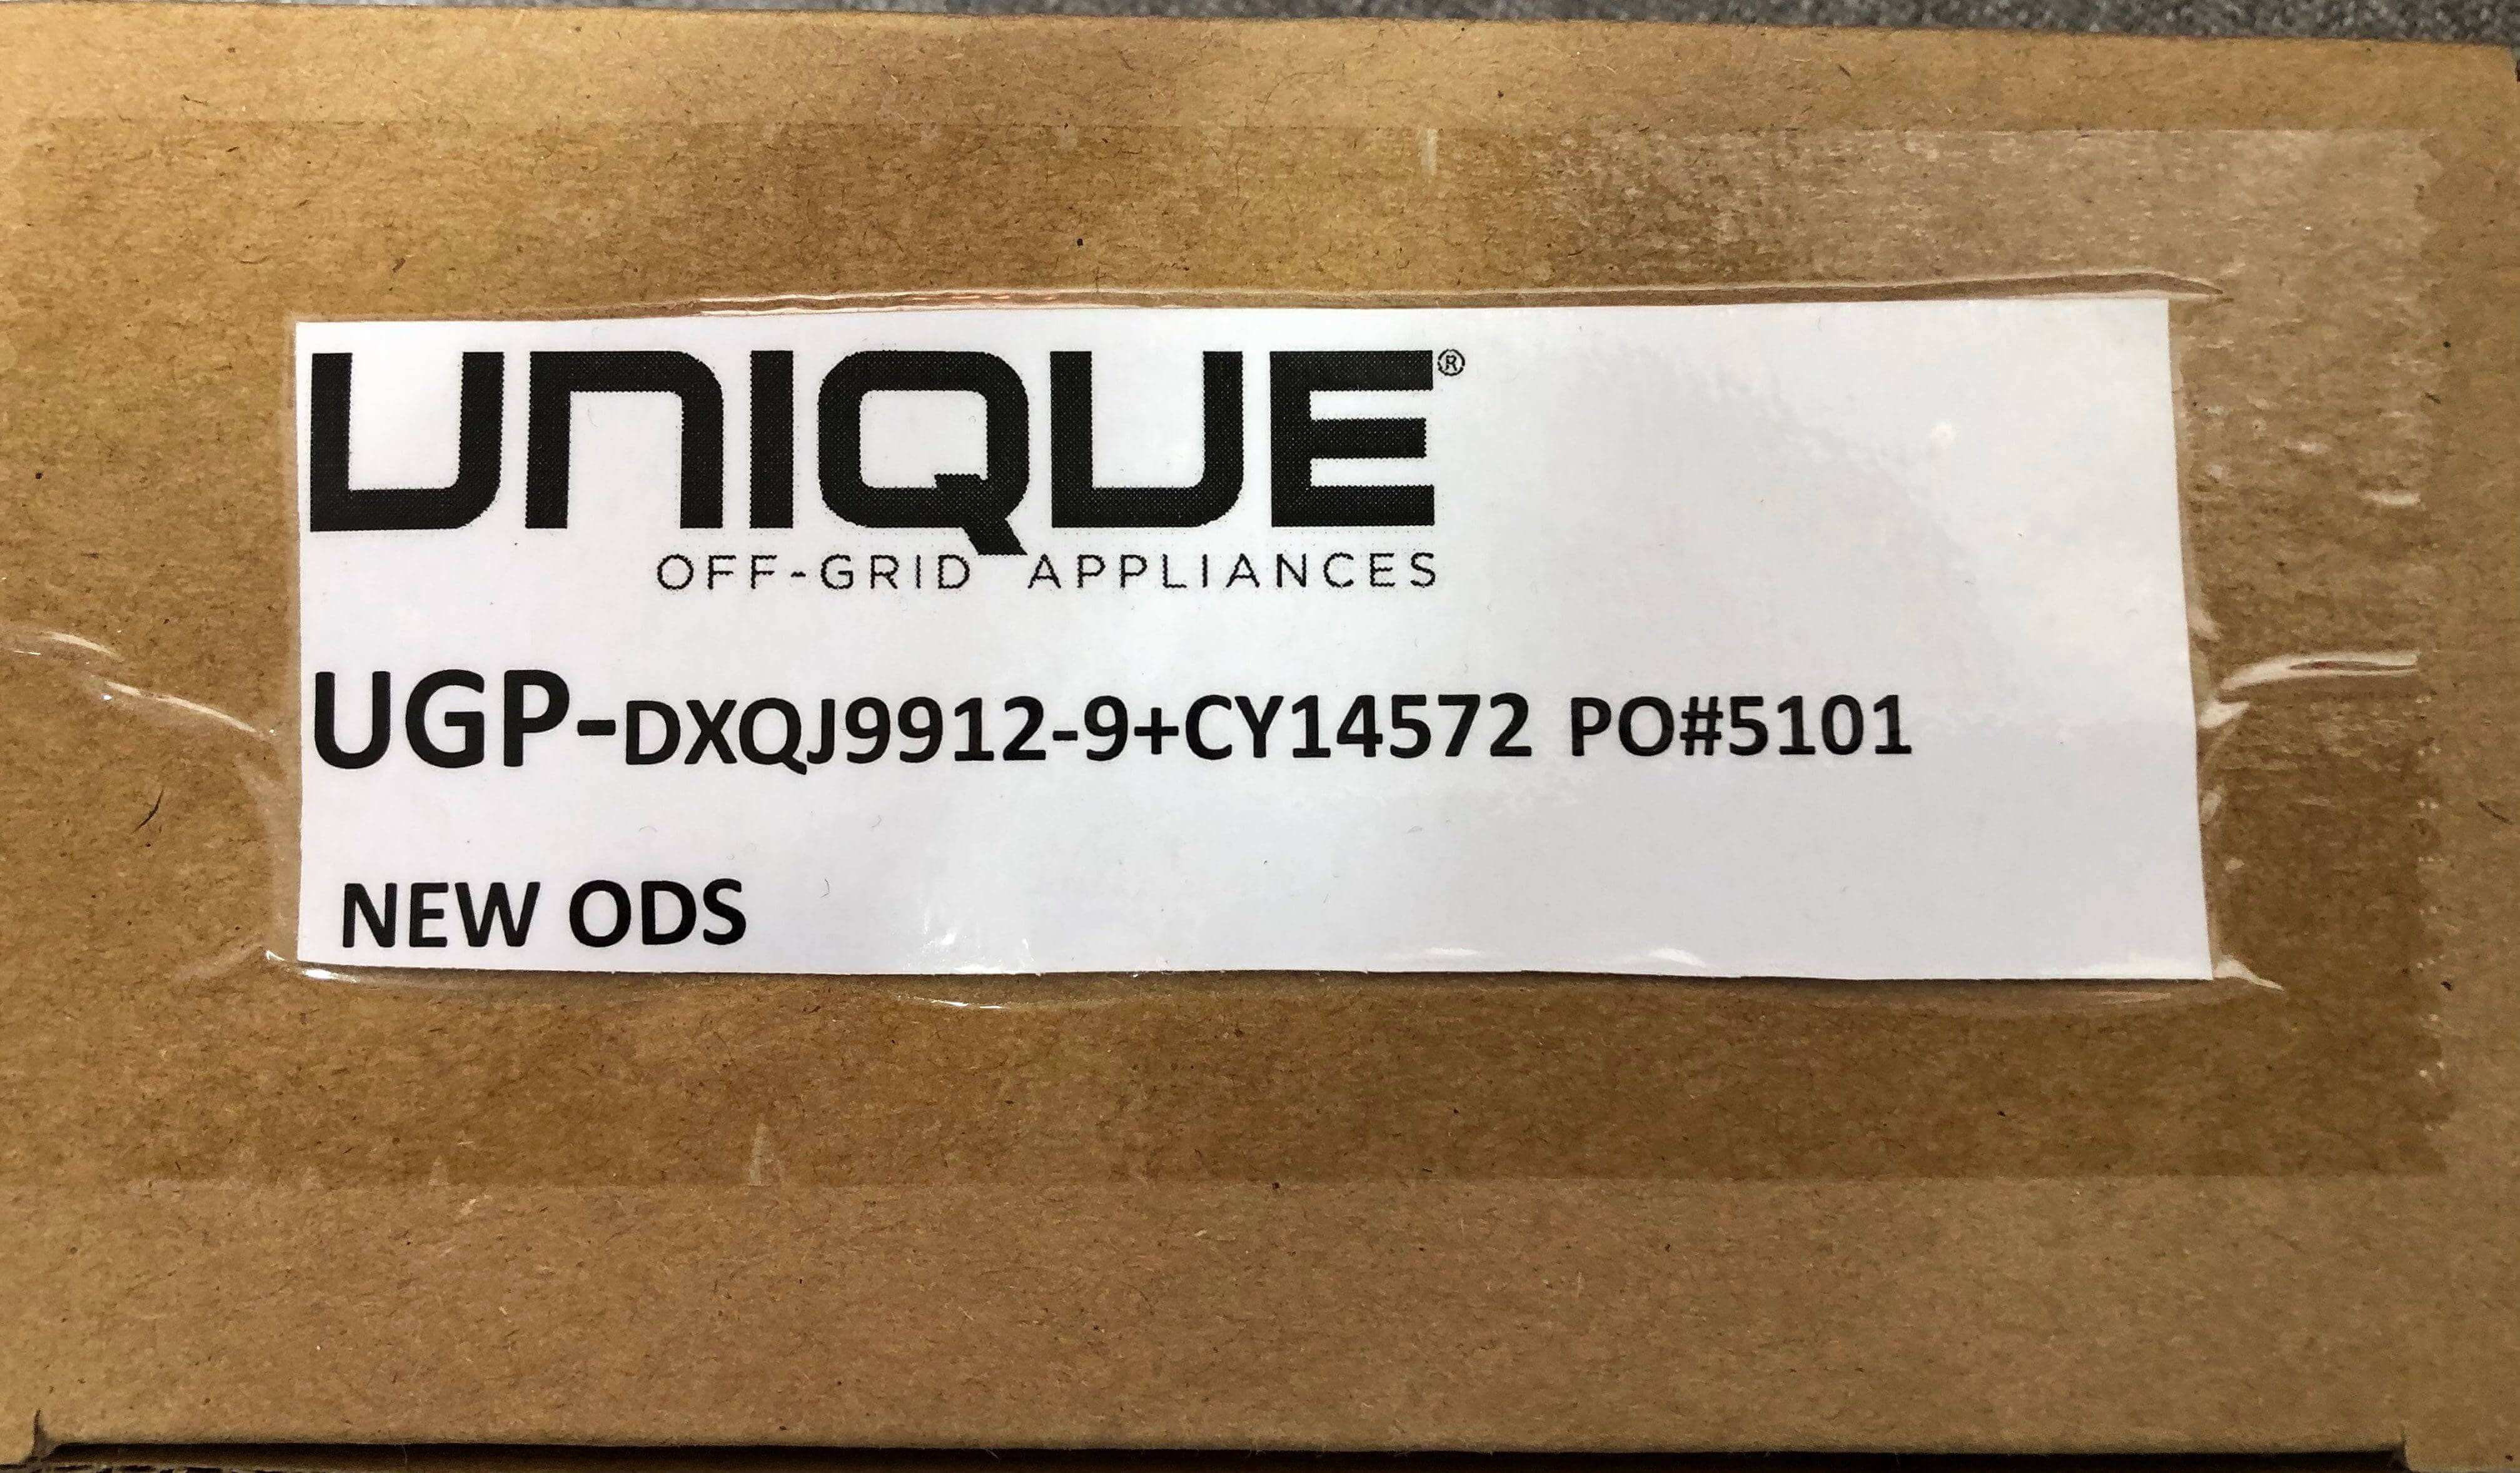 UNIQUE®
OFF-GRID APPLIANCES
UGP-DXQJ9912-9+CY14572 PO#5101
NEW ODS